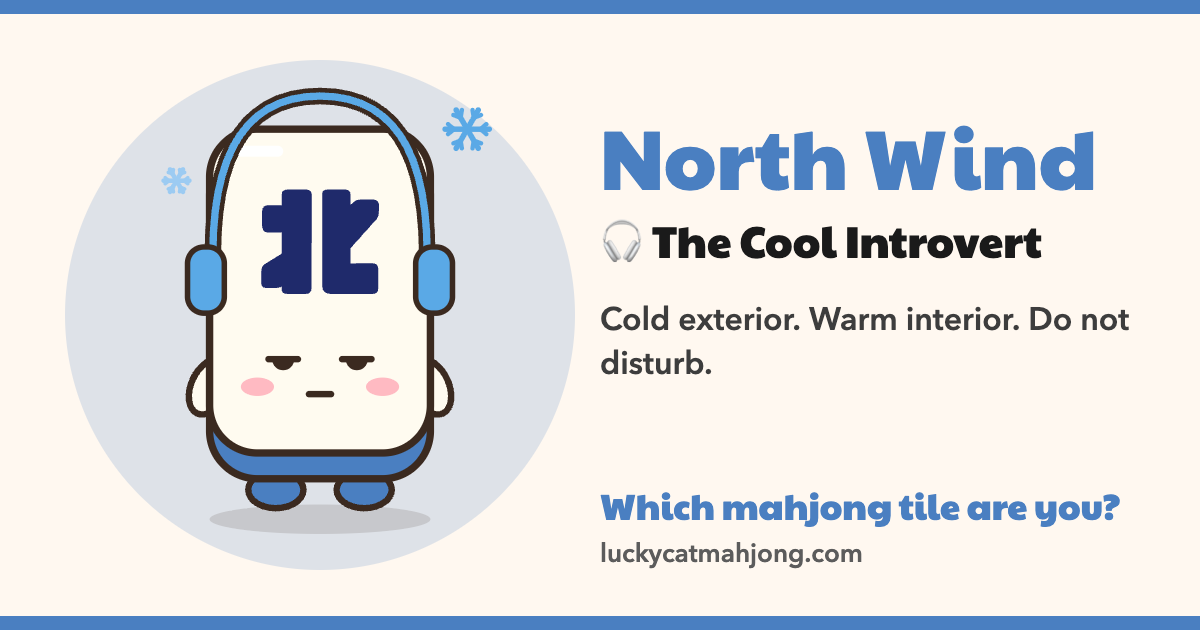 北
North Wind
🎧 The Cool Introvert
Cold exterior. Warm interior. Do not
disturb.
Which mahjong tile are you?
luckycatmahjong.com